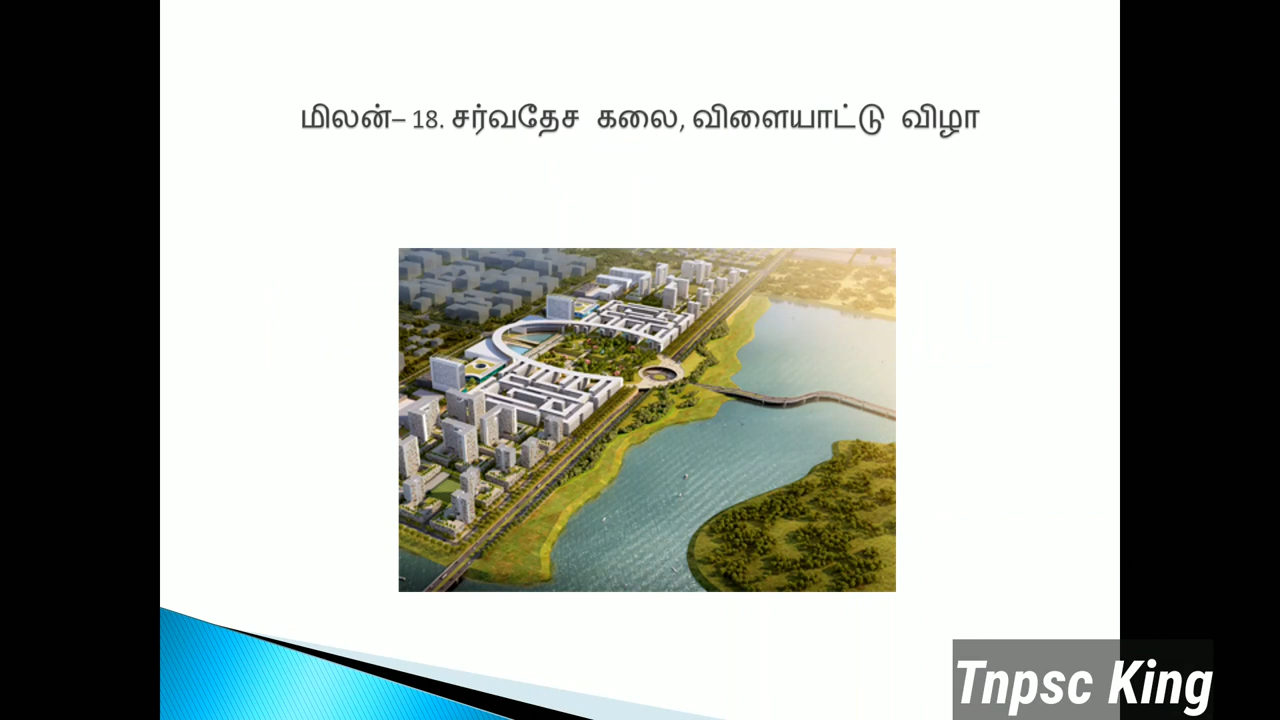 மிலன்– 18. சர்வதேச கலை, விளையாட்டு விழா
Tnpsc King